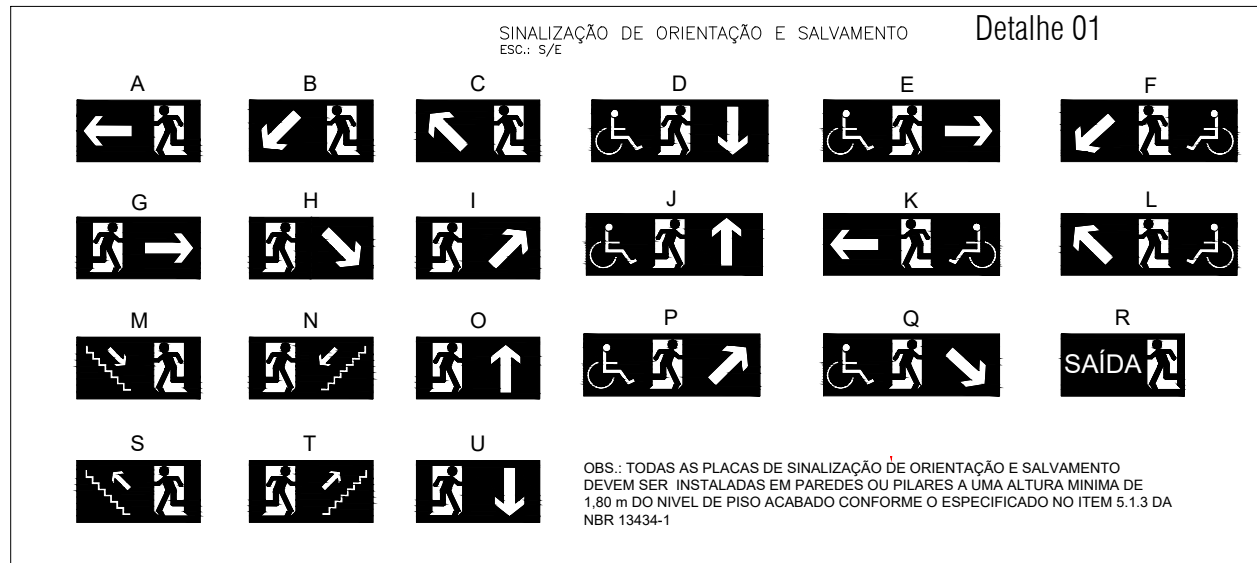 SINALIZAÇÃO DE ORIENTAÇÃO E SALVAMENTO Detalhe 01
ESC.: S/E
A B C D E F
G H I J K L
M N O P Q R
SAÍDA
S T U
OBS.: TODAS AS PLACAS DE SINALIZAÇÃO DE ORIENTAÇÃO E SALVAMENTO
DEVEM SER INSTALADAS EM PAREDES OU PILARES A UMA ALTURA MINIMA DE
1,80 m DO NIVEL DE PISO ACABADO CONFORME O ESPECIFICADO NO ITEM 5.1.3 DA
NBR 13434-1